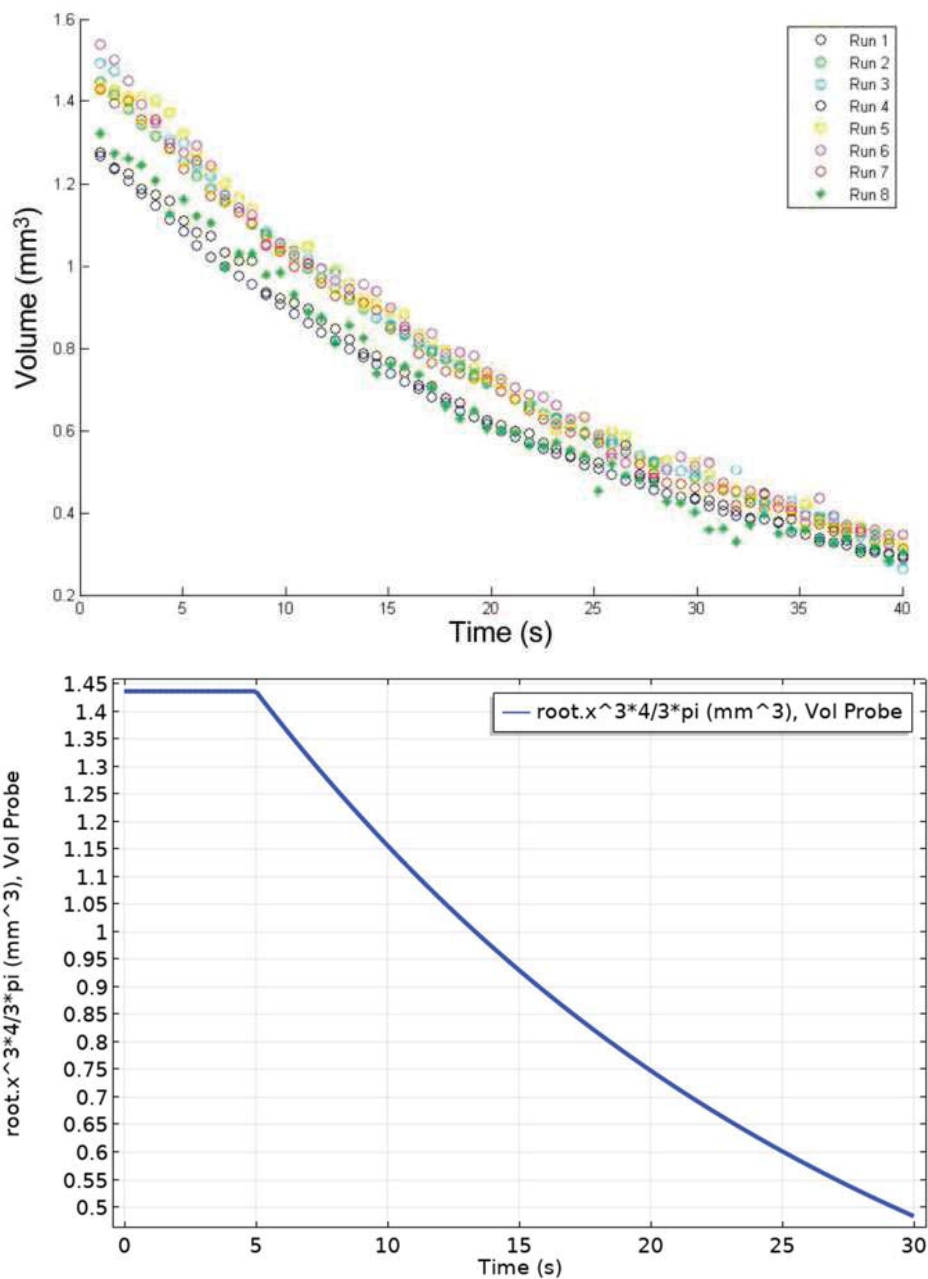 1.6
1.4
1.2
1
0.8
0.6
0.4
0.2
Volume (mm³)
Run 1
Run 2
Run 3
Run 4
Run 5
Run 6
Run 7
Run 8
0 5 10 15 20 25 30 35 40
Time (s)
1.45
1.4
1.35
1.3
1.25
1.2
1.15
1.1
1.05
1
0.95
0.9
0.85
0.8
0.75
0.7
0.65
0.6
0.55
0.5
root.x^3*4/3*pi (mm^3), Vol Probe
root.x^3*4/3*pi (mm^3), Vol Probe
0 5 10 15 20 25 30
Time (s)